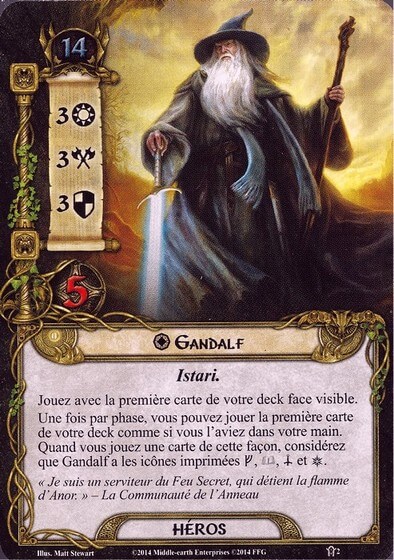 14
3
3
3
5
GANDALF
Istari.
Jouez avec la première carte de votre deck face visible.
Une fois par phase, vous pouvez jouer la première carte
de votre deck comme si vous l'aviez dans votre main.
Quand vous jouez une carte de cette façon, considérez
que Gandalf a les icônes imprimées , , et .
« Je suis un serviteur du Feu Secret, qui détient la flamme
d'Anor. » – La Communauté de l'Anneau
HÉROS
Illus. Matt Stewart
©2014 Middle-earth Enterprises ©2014 FFG
2